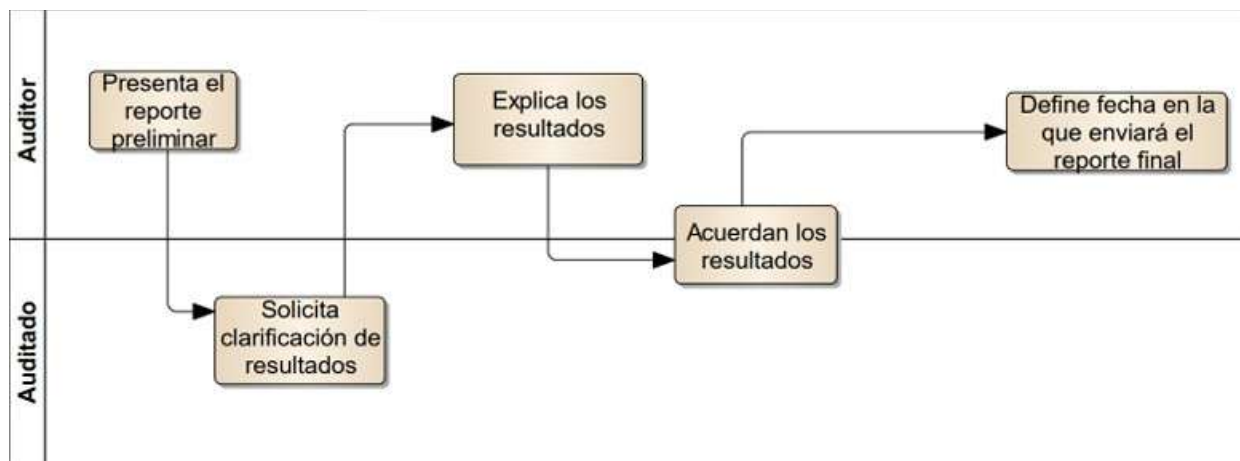 Auditor
Presenta el
reporte
preliminar
Explica los
resultados
Define fecha en la
que enviará el
reporte final
Acuerdan los
resultados
Auditado
Solicita
clarificación de
resultados